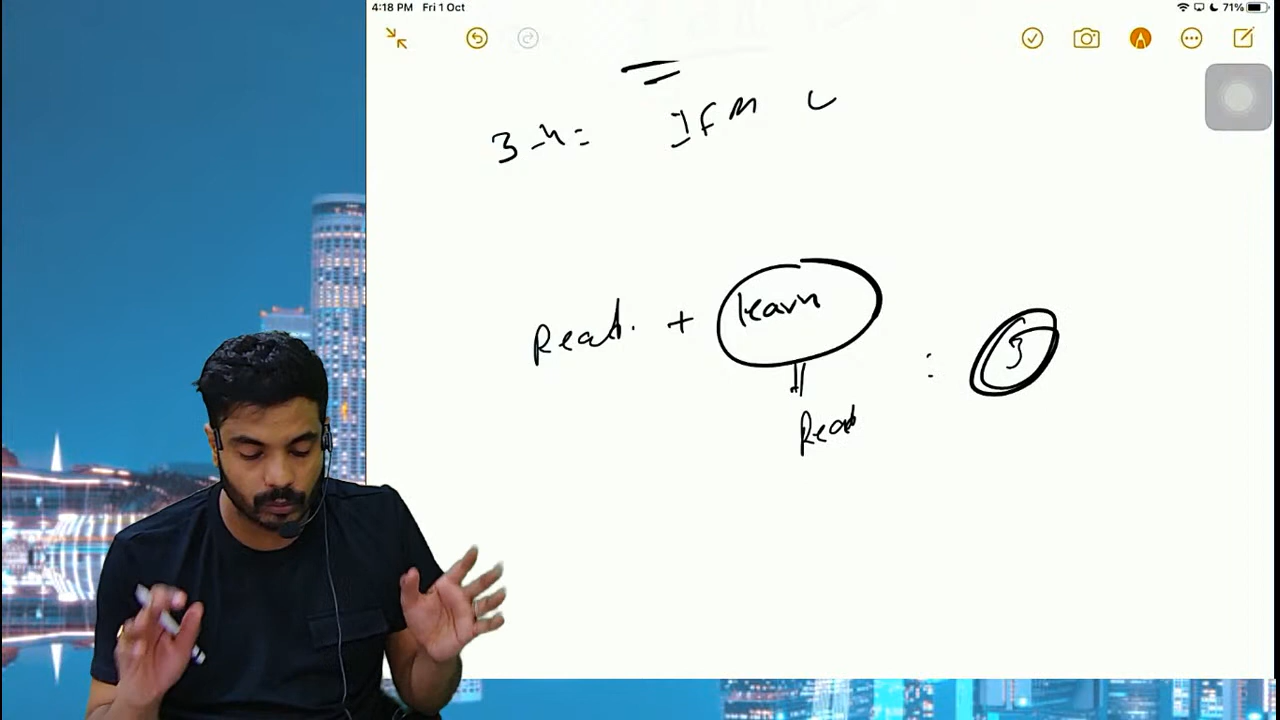 4:18 PM Fri 1 Oct 71%
3-4= IFM
Read. + learn : 3
Read